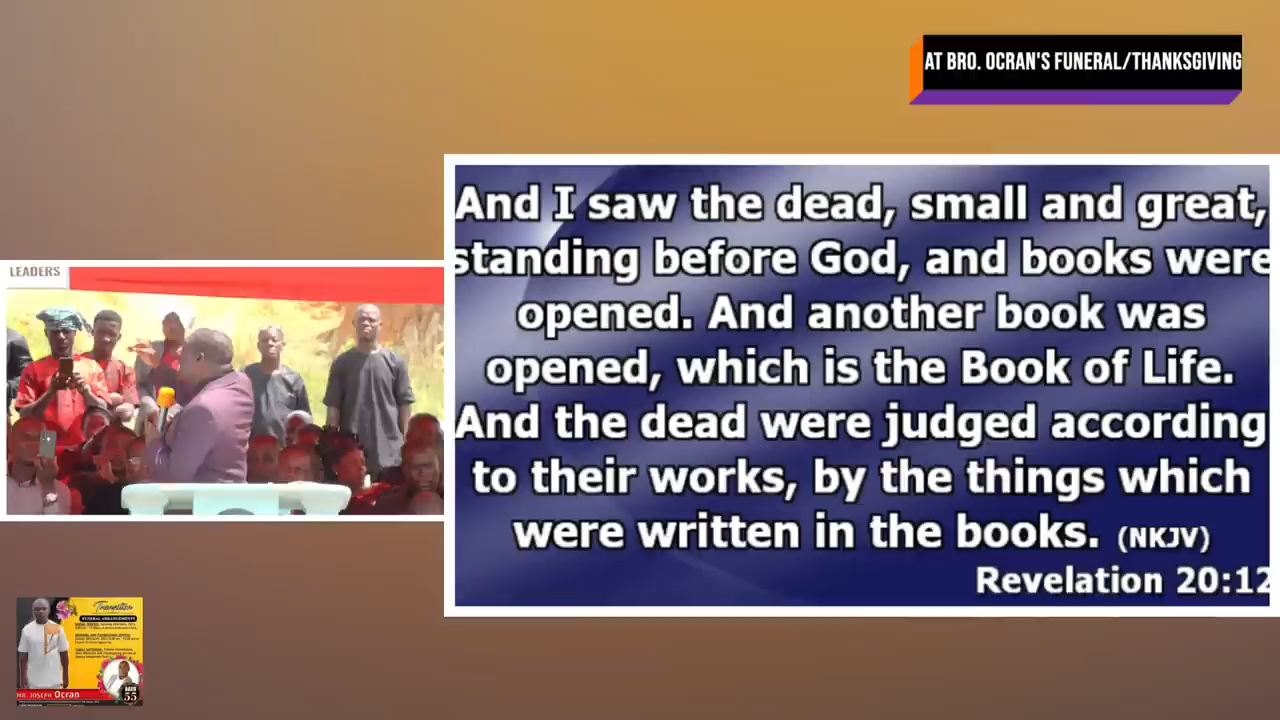 AT BRO. OCRAN'S FUNERAL/THANKSGIVING
LEADERS
And I saw the dead, small and great,
standing before God, and books were
opened. And another book was
opened, which is the Book of Life.
And the dead were judged according
to their works, by the things which
were written in the books. (NKJV)
Revelation 20:12
Transition
FUNERAL ARRANGEMENTS
MR. JOSEPH Ocran
AGED
55